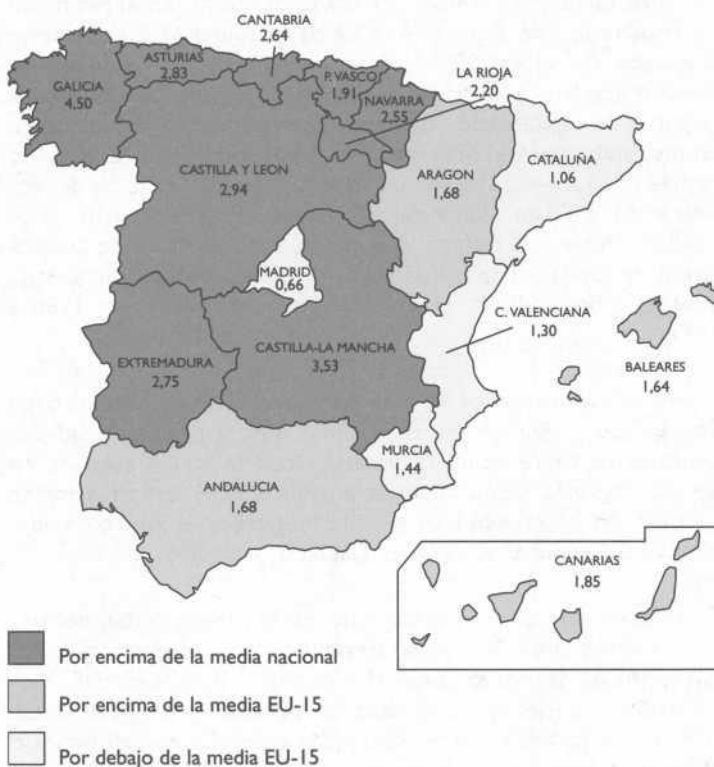 CANTABRIA
2,64
ASTURIAS
2,83
GALICIA
4,50
P. VASCO
1,91
NAVARRA
2,55
LA RIOJA
2,20
CASTILLA Y LEON
2,94
ARAGON
1,68
CATALUÑA
1,06
MADRID
0,66
C. VALENCIANA
1,30
EXTREMADURA
2,75
CASTILLA-LA MANCHA
3,53
BALEARES
1,64
MURCIA
1,44
ANDALUCIA
1,68
CANARIAS
1,85
Por encima de la media nacional
Por encima de la media EU-15
Por debajo de la media EU-15